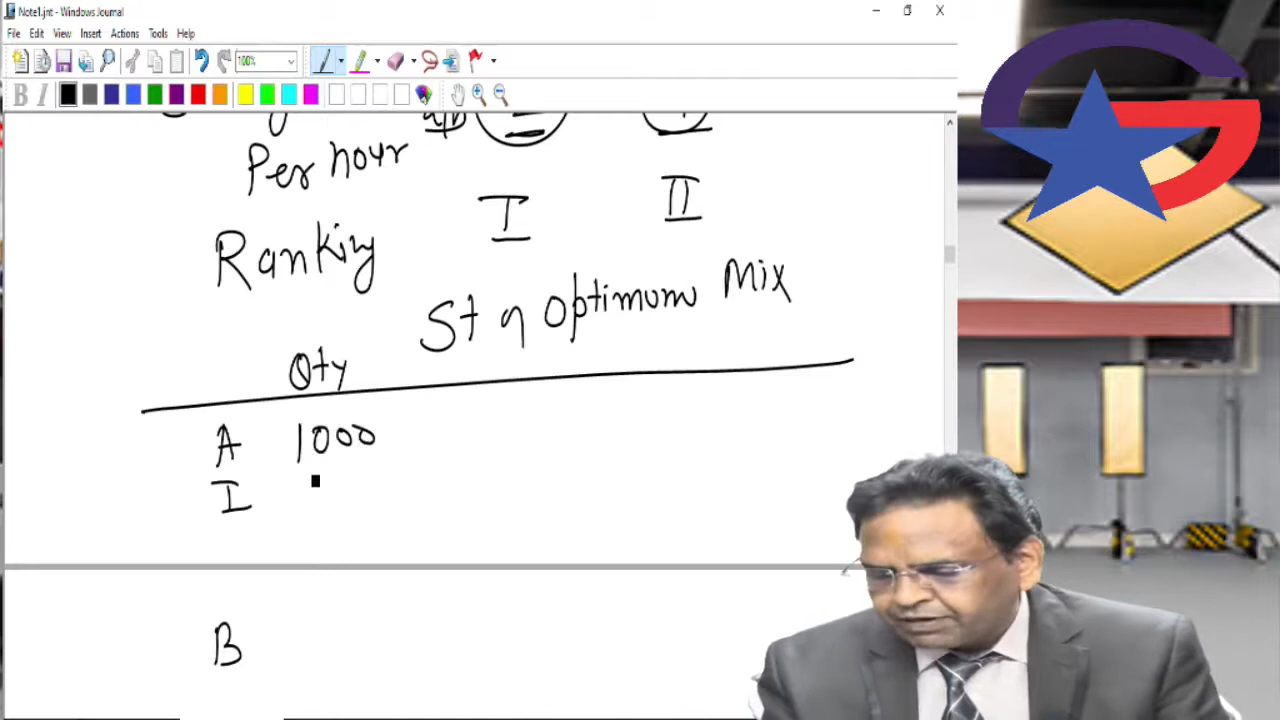 Note1.jnt - Windows Journal
File Edit View Insert Actions Tools Help
100%
B I
Per hour
I II
Ranking
St of Optimum Mix
Qty
A 1000
I
B